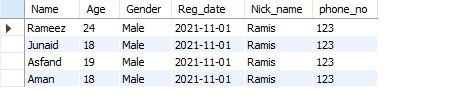 Name Age Gender Reg_date Nick_name phone_no
Rameez 24 Male 2021-11-01 Ramis 123
Junaid 18 Male 2021-11-01 Ramis 123
Asfand 19 Male 2021-11-01 Ramis 123
Aman 18 Male 2021-11-01 Ramis 123